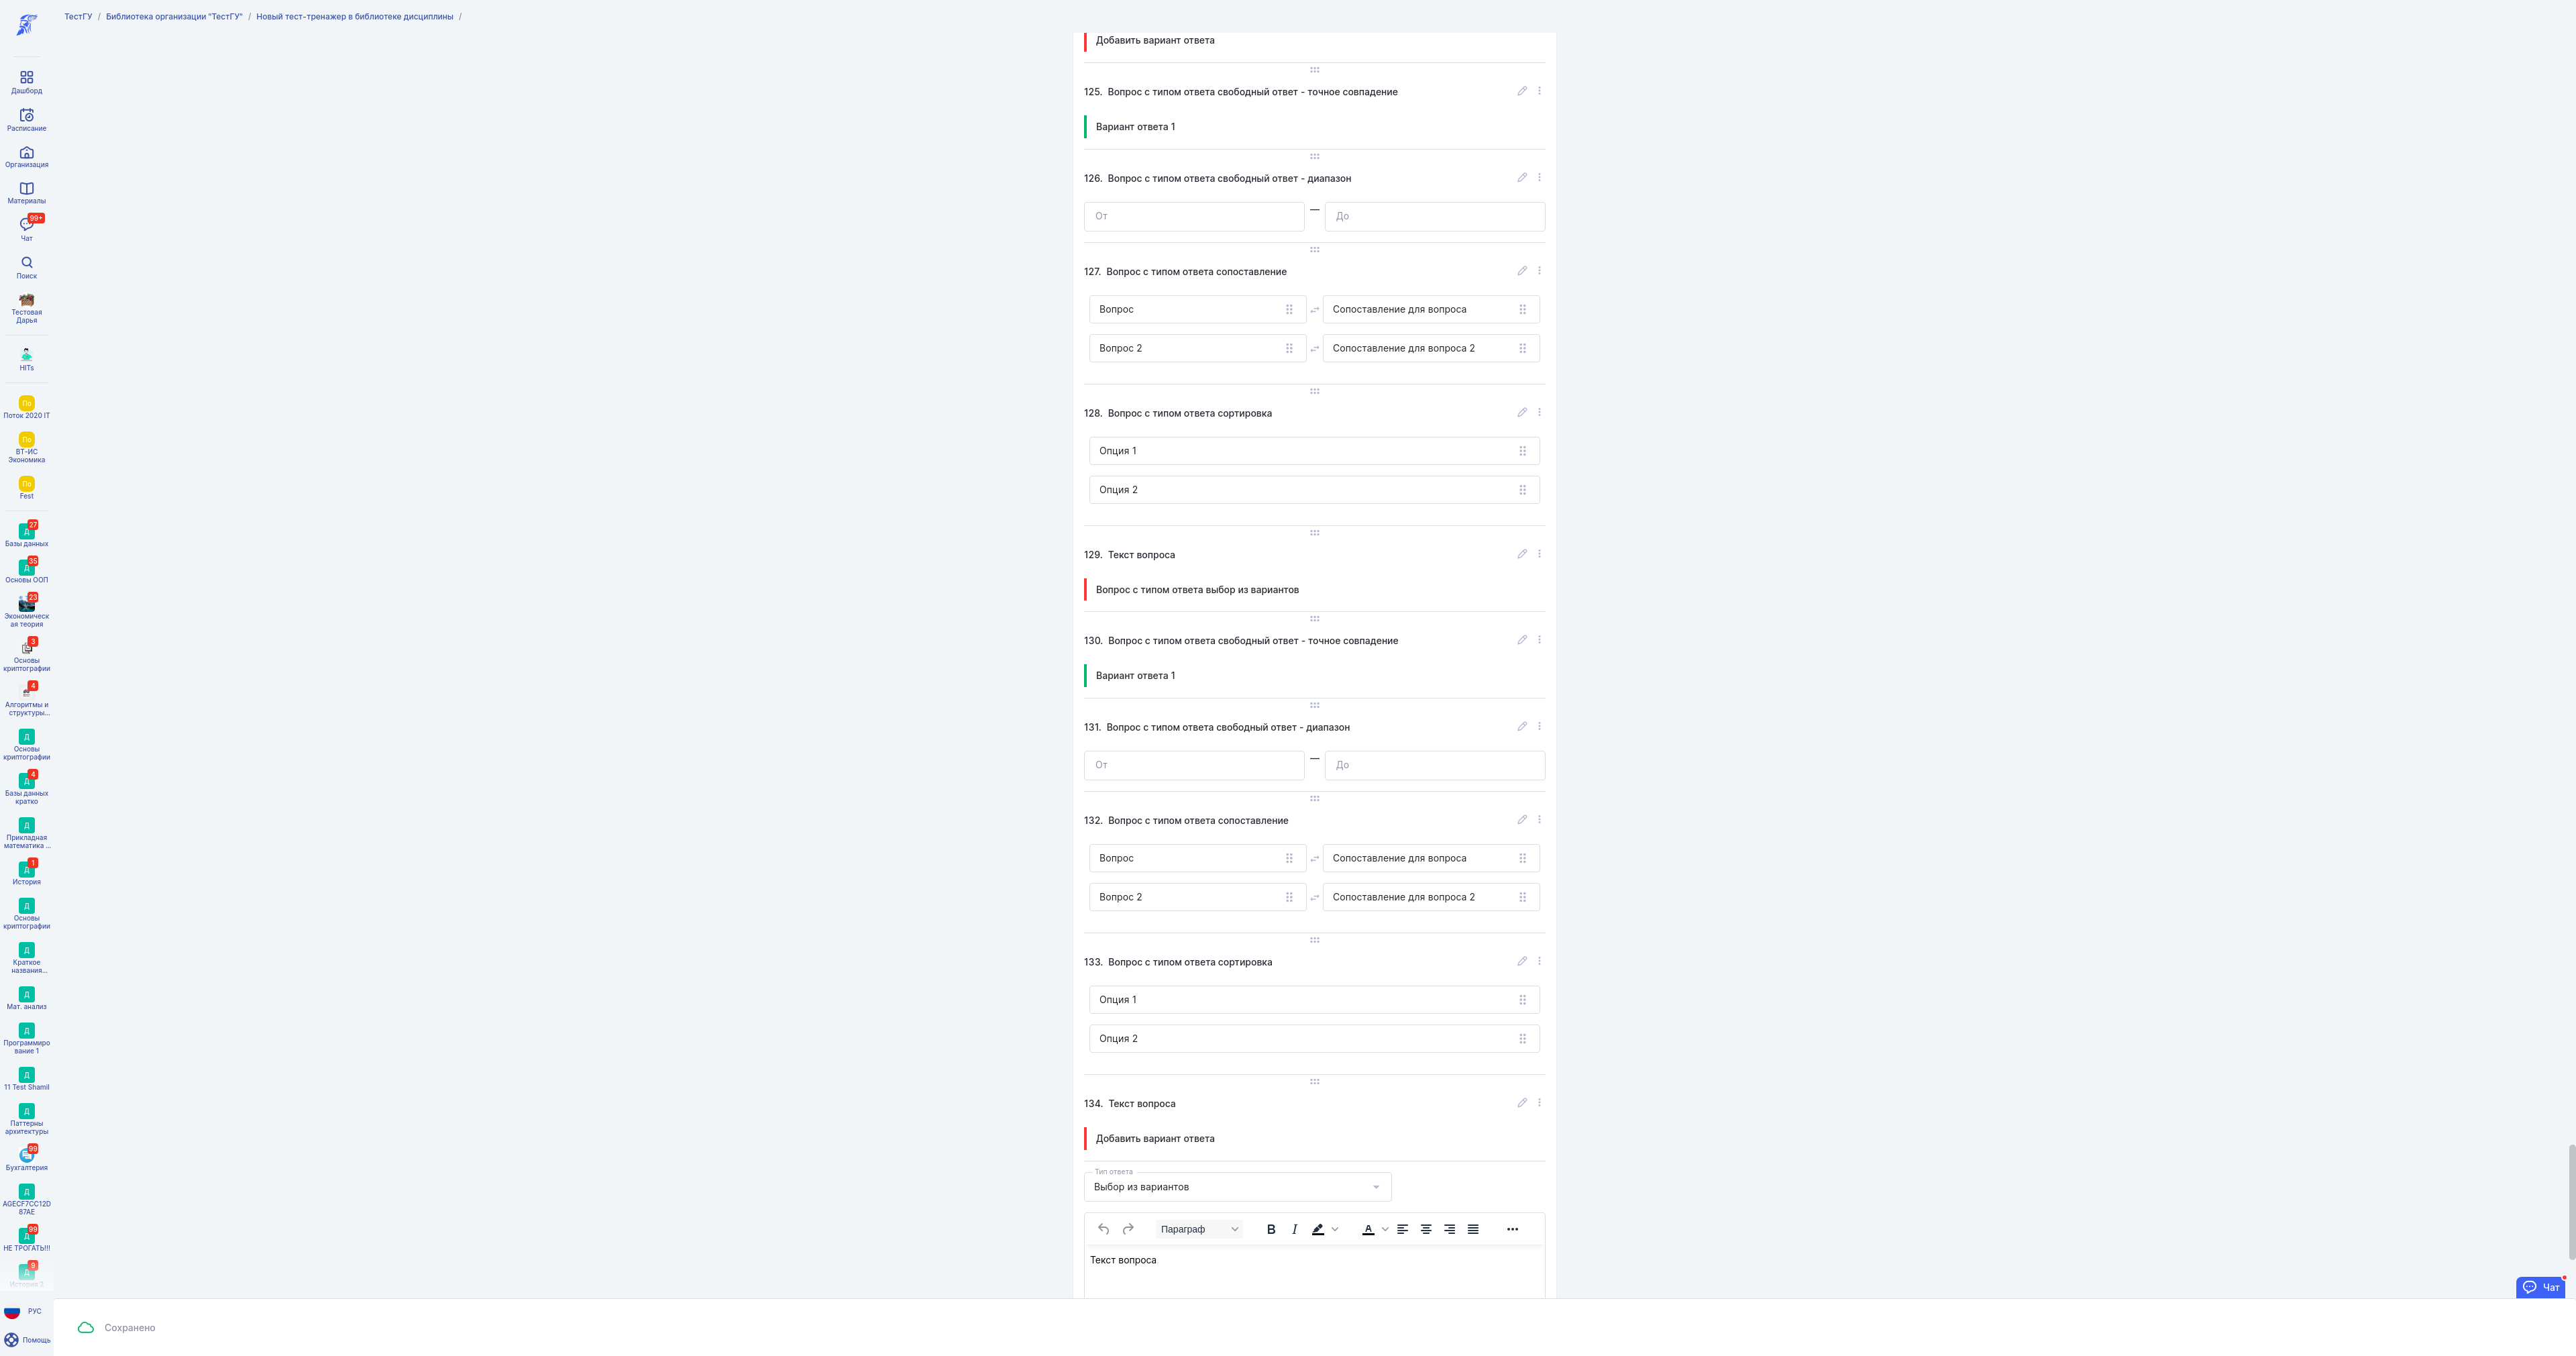 ТестГУ / Библиотека организации "ТестГУ" / Новый тест-тренажер в библиотеке дисциплины /
Дашборд
Расписание
Организация
Материалы
99+
Чат
Поиск
Тестовая
Дарья
HITs
По
Поток 2020 IT
По
ВТ-ИС
Экономика
По
Fest
27
Д
Базы данных
35
Д
Основы ООП
23
Экономическ
ая теория
3
Основы
криптографии
4
Алгоритмы и
структуры...
Д
Основы
криптографии
4
Д
Базы данных
кратко
Д
Прикладная
математика ...
1
Д
История
Д
Основы
криптографии
Д
Краткое
названия...
Д
Мат. анализ
Д
Программиро
вание 1
Д
11 Test Shamil
Д
Паттерны
архитектуры
99
Бухгалтерия
Д
AGECF7CC12D
87AE
99
Д
НЕ ТРОГАТЬ!!!
9
Д
История 2
РУС
Помощь
Добавить вариант ответа
125. Вопрос с типом ответа свободный ответ - точное совпадение
Вариант ответа 1
126. Вопрос с типом ответа свободный ответ - диапазон
От — До
127. Вопрос с типом ответа сопоставление
Вопрос Сопоставление для вопроса
Вопрос 2 Сопоставление для вопроса 2
128. Вопрос с типом ответа сортировка
Опция 1
Опция 2
129. Текст вопроса
Вопрос с типом ответа выбор из вариантов
130. Вопрос с типом ответа свободный ответ - точное совпадение
Вариант ответа 1
131. Вопрос с типом ответа свободный ответ - диапазон
От — До
132. Вопрос с типом ответа сопоставление
Вопрос Сопоставление для вопроса
Вопрос 2 Сопоставление для вопроса 2
133. Вопрос с типом ответа сортировка
Опция 1
Опция 2
134. Текст вопроса
Добавить вариант ответа
Тип ответа
Выбор из вариантов
Параграф B I A
Текст вопроса
Чат
Сохранено